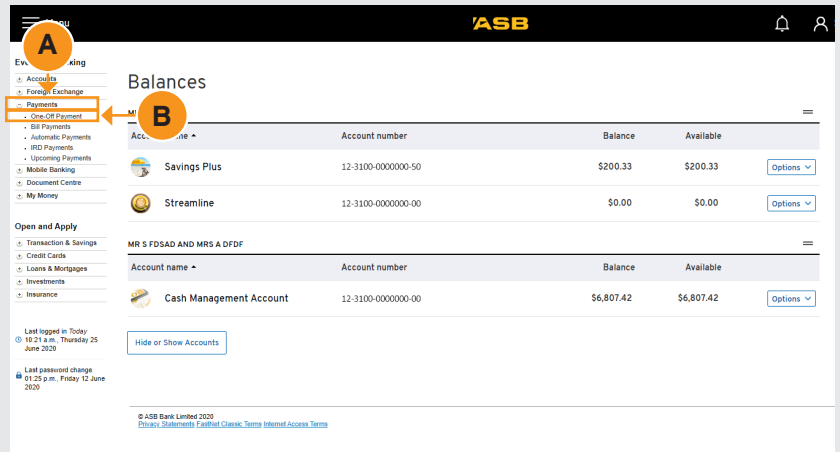 ASB
A
Accounts
Foreign Exchange
Payments
One-Off Payment
Bill Payments
Automatic Payments
IRD Payments
Upcoming Payments
Mobile Banking
Document Centre
My Money
Open and Apply
Transaction & Savings
Credit Cards
Loans & Mortgages
Investments
Insurance
Last logged in Today
10:21 a.m., Thursday 25
June 2020
Last password change
01:25 p.m., Friday 12 June
2020
Balances
B
Account number Balance Available
Savings Plus 12-3100-0000000-50 $200.33 $200.33 Options
Streamline 12-3100-0000000-00 $0.00 $0.00 Options
MR S FDSAD AND MRS A DFDF
Account name Account number Balance Available
Cash Management Account 12-3100-0000000-00 $6,807.42 $6,807.42 Options
Hide or Show Accounts
© ASB Bank Limited 2020
Privacy Statements FastNet Classic Terms Internet Access Terms